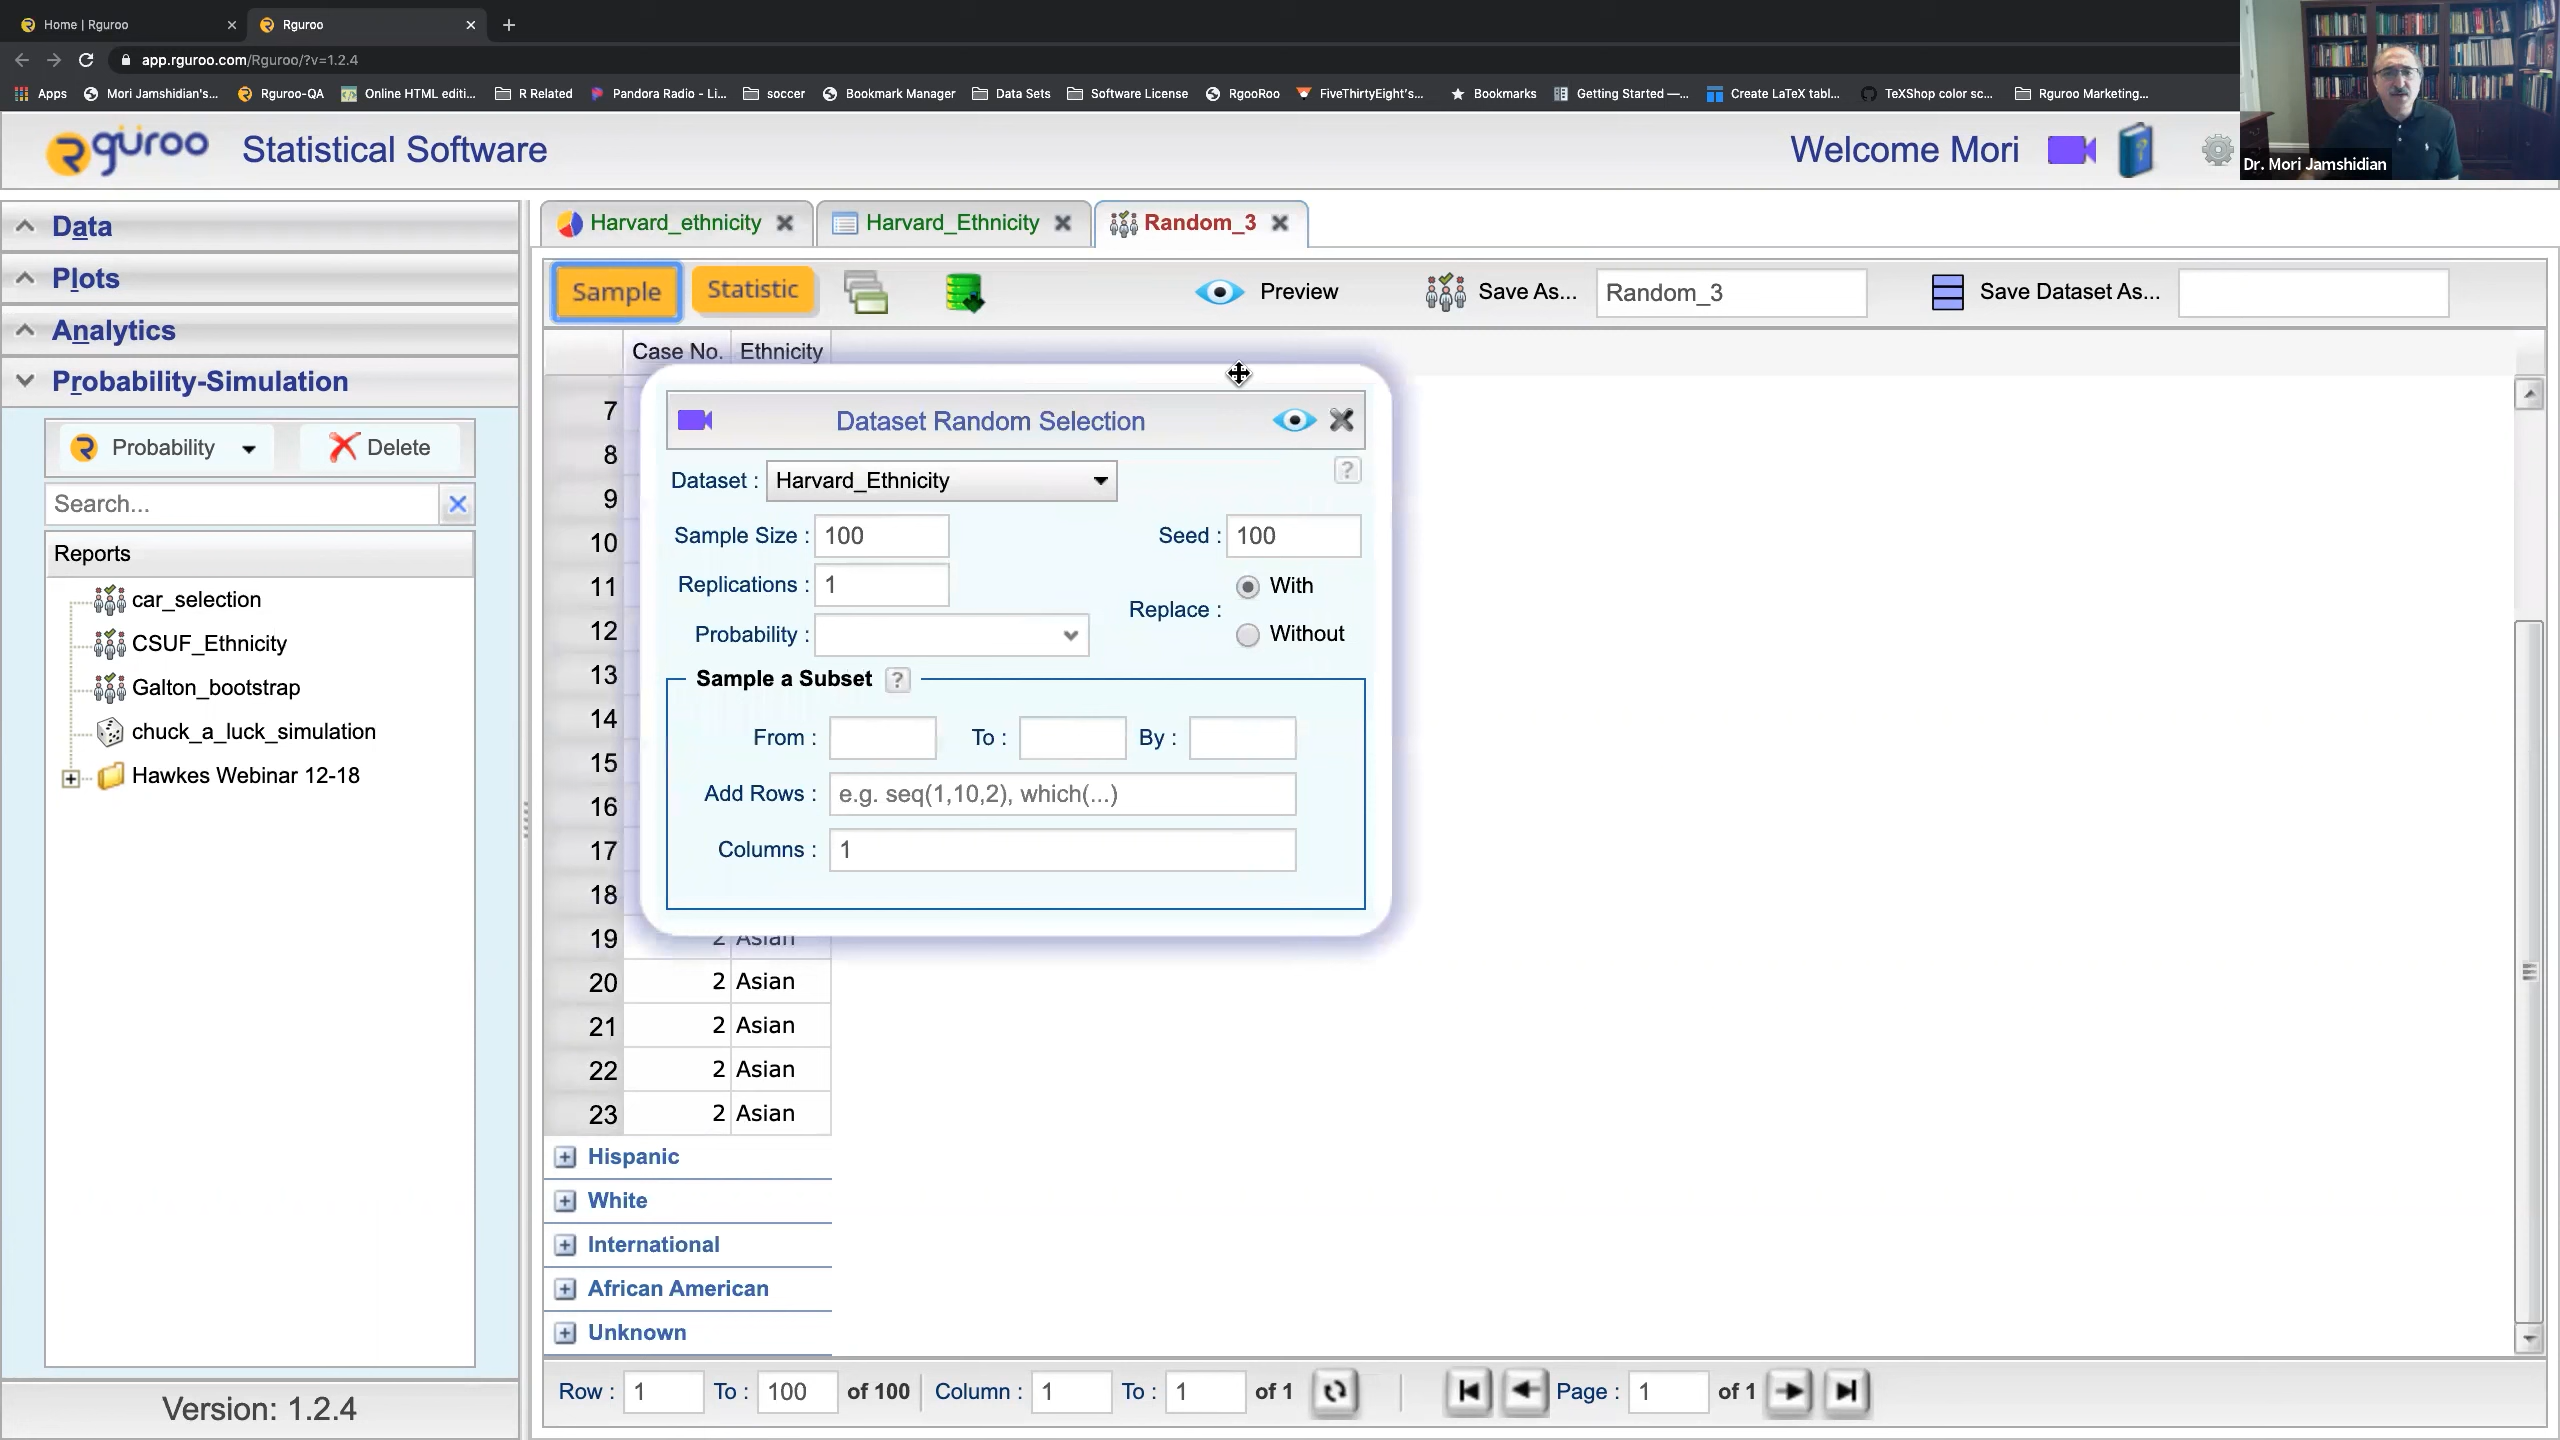 Home | Rguroo
Rguroo
app.rguroo.com/Rguroo/?v=1.2.4
Apps Mori Jamshidian's... Rguroo-QA Online HTML editi... R Related Pandora Radio - Li... soccer Bookmark Manager Data Sets Software License RgooRoo FiveThirtyEight's... Bookmarks Getting Started —... Create LaTeX tabl... TeXShop color sc... Rguroo Marketing...
rguroo Statistical Software Welcome Mori
Dr. Mori Jamshidian
Data
Plots
Analytics
Probability-Simulation
Probability Delete
Search...
Reports
car_selection
CSUF_Ethnicity
Galton_bootstrap
chuck_a_luck_simulation
Hawkes Webinar 12-18
Version: 1.2.4
Harvard_ethnicity Harvard_Ethnicity Random_3
Sample Statistic Preview Save As... Random_3 Save Dataset As...
Case No. Ethnicity
7
8
9
10
11
12
13
14
15
16
17
18
19 2 Asian
20 2 Asian
21 2 Asian
22 2 Asian
23 2 Asian
Dataset Random Selection
Dataset : Harvard_Ethnicity ?
Sample Size : 100 Seed : 100
Replications : 1 With
Replace :
Probability : Without
Sample a Subset ?
From : To : By :
Add Rows : e.g. seq(1,10,2), which(...)
Columns : 1
Hispanic
White
International
African American
Unknown
Row : 1 To : 100 of 100 Column : 1 To : 1 of 1 Page : 1 of 1